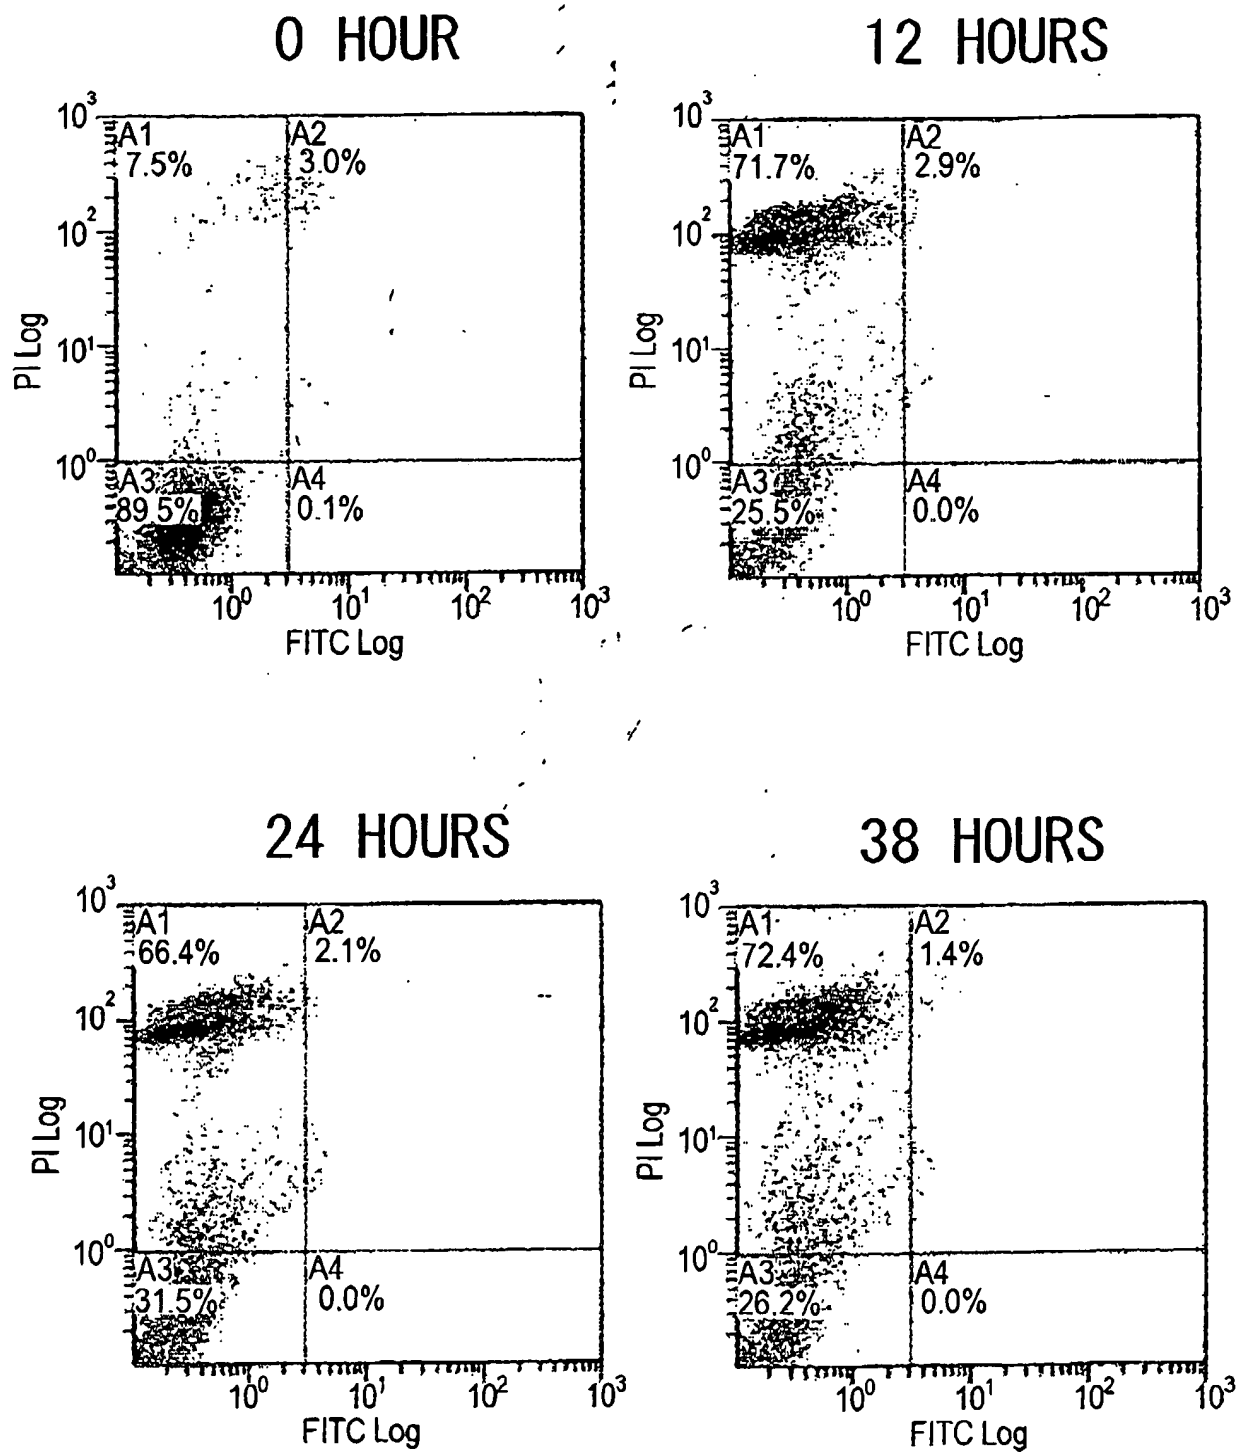 0 HOUR
10³
A1
7.5%
A2
3.0%
10²
10¹
10⁰
PI Log
A3
89.5%
A4
0.1%
10⁰ 10¹ 10² 10³
FITC Log
12 HOURS
10³
A1
71.7%
A2
2.9%
10²
10¹
10⁰
PI Log
A3
25.5%
A4
0.0%
10⁰ 10¹ 10² 10³
FITC Log
24 HOURS
10³
A1
66.4%
A2
2.1%
10²
10¹
10⁰
PI Log
A3
31.5%
A4
0.0%
10⁰ 10¹ 10² 10³
FITC Log
38 HOURS
10³
A1
72.4%
A2
1.4%
10²
10¹
10⁰
PI Log
A3
26.2%
A4
0.0%
10⁰ 10¹ 10² 10³
FITC Log